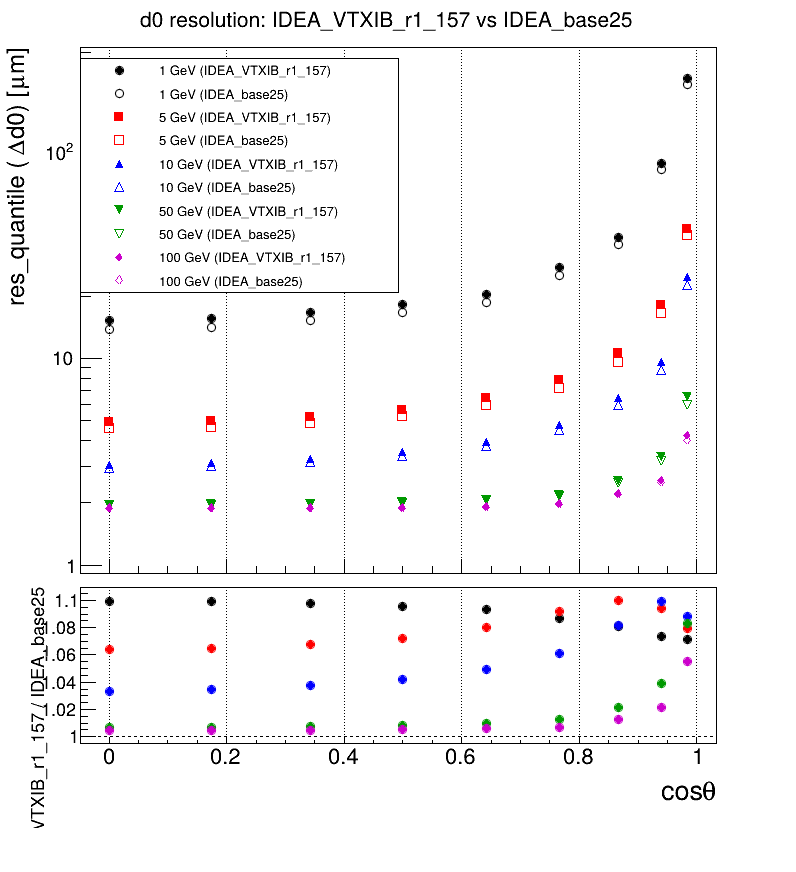 d0 resolution: IDEA_VTXIB_r1_157 vs IDEA_base25
res_quantile ( Δd0) [μm]
1 GeV (IDEA_VTXIB_r1_157)
1 GeV (IDEA_base25)
5 GeV (IDEA_VTXIB_r1_157)
5 GeV (IDEA_base25)
10 GeV (IDEA_VTXIB_r1_157)
10 GeV (IDEA_base25)
50 GeV (IDEA_VTXIB_r1_157)
50 GeV (IDEA_base25)
100 GeV (IDEA_VTXIB_r1_157)
100 GeV (IDEA_base25)
10²
10
1
VTXIB_r1_157 / IDEA_base25
1.1
1.08
1.06
1.04
1.02
1
0 0.2 0.4 0.6 0.8 1
cosθ